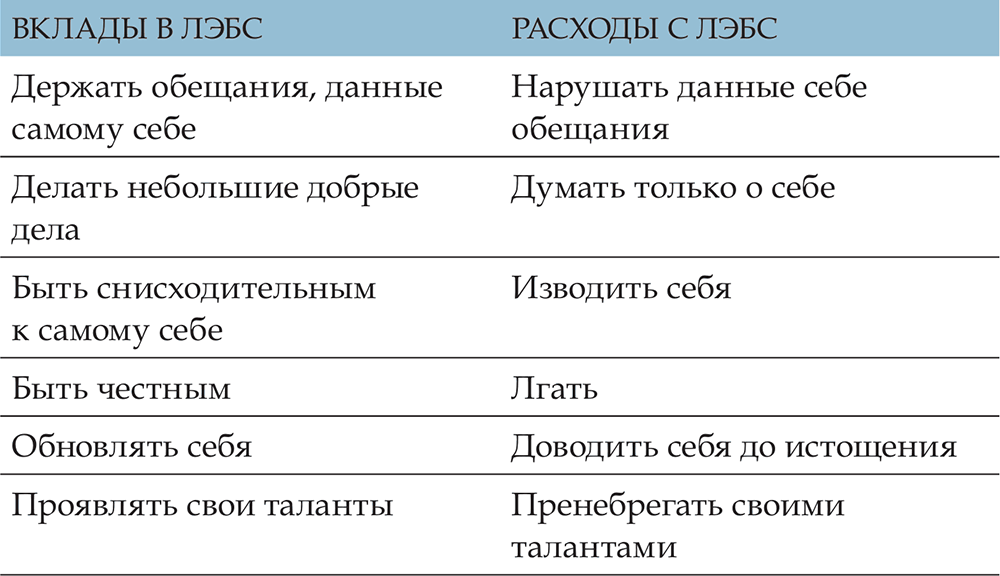 ВКЛАДЫ В ЛЭБС
РАСХОДЫ С ЛЭБС
Держать обещания, данные
самому себе
Нарушать данные себе
обещания
Делать небольшие добрые
дела
Думать только о себе
Быть снисходительным
к самому себе
Изводить себя
Быть честным
Лгать
Обновлять себя
Доводить себя до истощения
Проявлять свои таланты
Пренебрегать своими
талантами